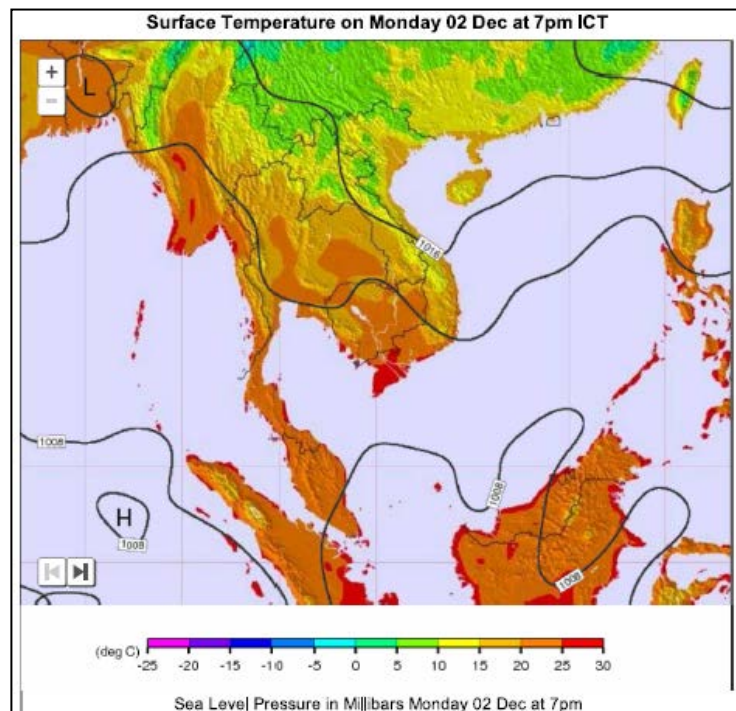 Surface Temperature on Monday 02 Dec at 7pm ICT
+
L
−
1016
1008
1008
H
1008
1008
(deg C)
-25 -20 -15 -10 -5 0 5 10 15 20 25 30
Sea Level Pressure in Millibars Monday 02 Dec at 7pm